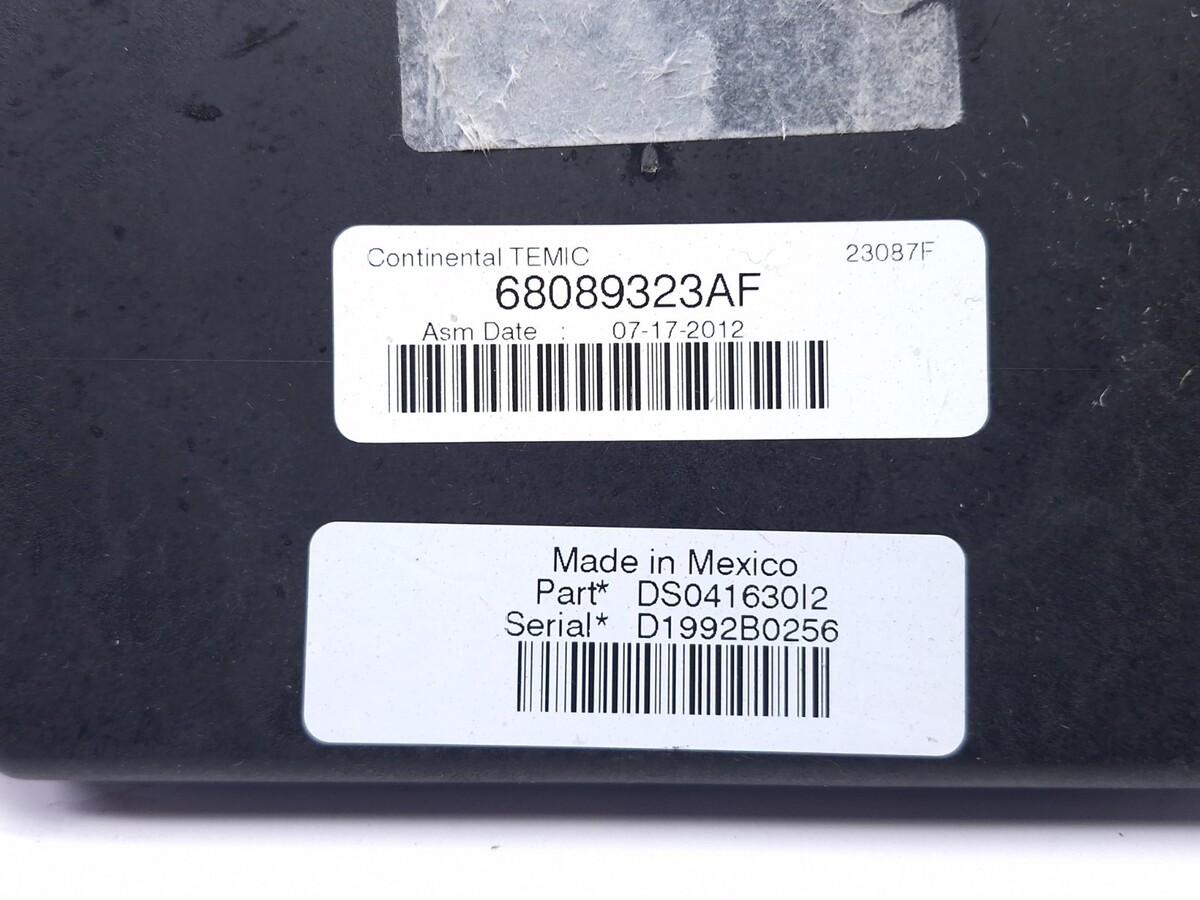 Continental TEMIC 23087F
68089323AF
Asm Date : 07-17-2012
Made in Mexico
Part* DS041630I2
Serial* D1992B0256